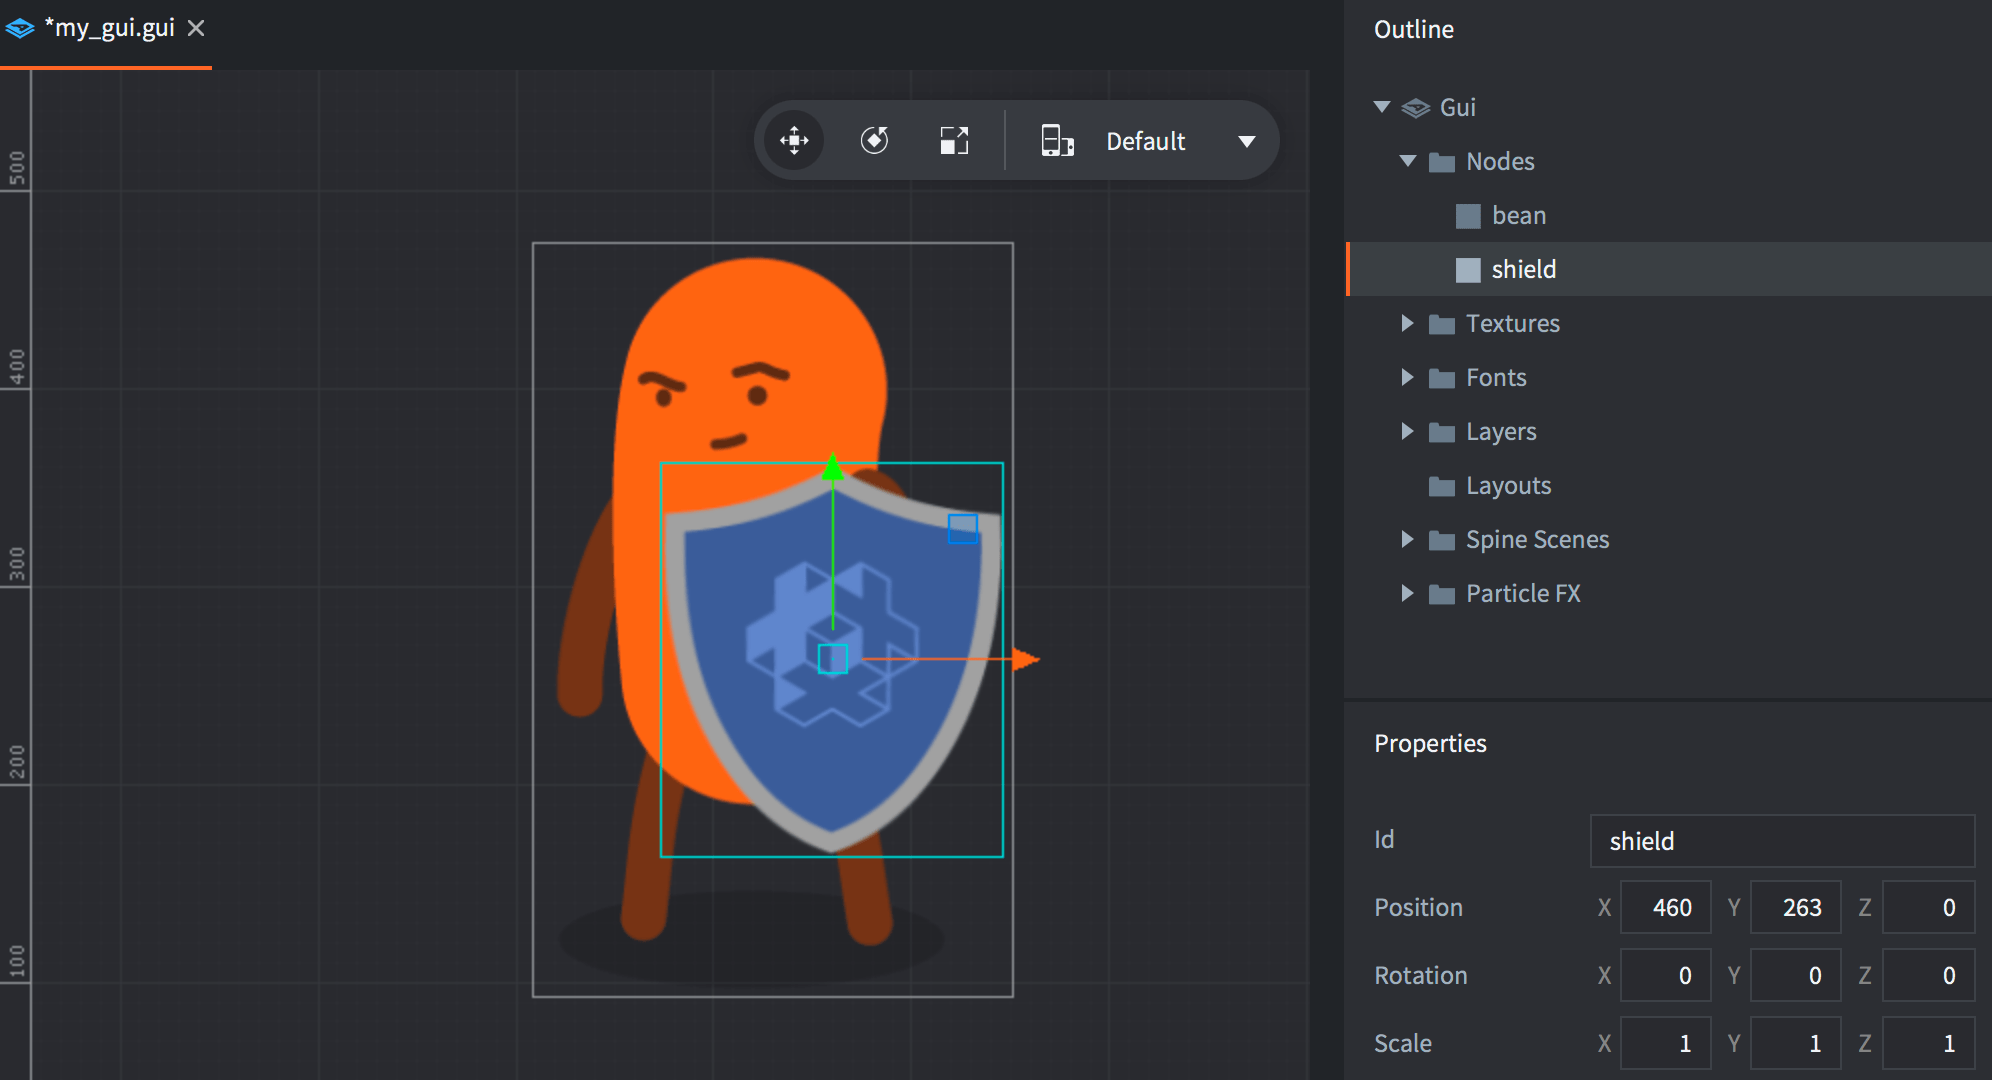 *my_gui.gui
Default
500
400
300
200
100
Outline
Gui
Nodes
bean
shield
Textures
Fonts
Layers
Layouts
Spine Scenes
Particle FX
Properties
Id shield
Position X 460 Y 263 Z 0
Rotation X 0 Y 0 Z 0
Scale X 1 Y 1 Z 1